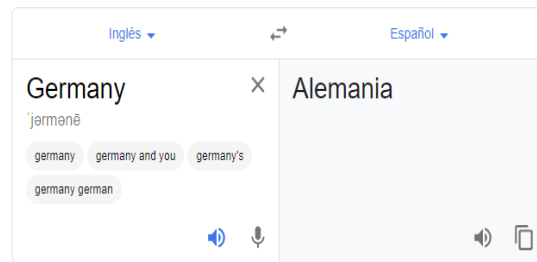 Inglés
Español
Germany
Alemania
ˈjərmənē
germany
germany and you
germany's
germany german